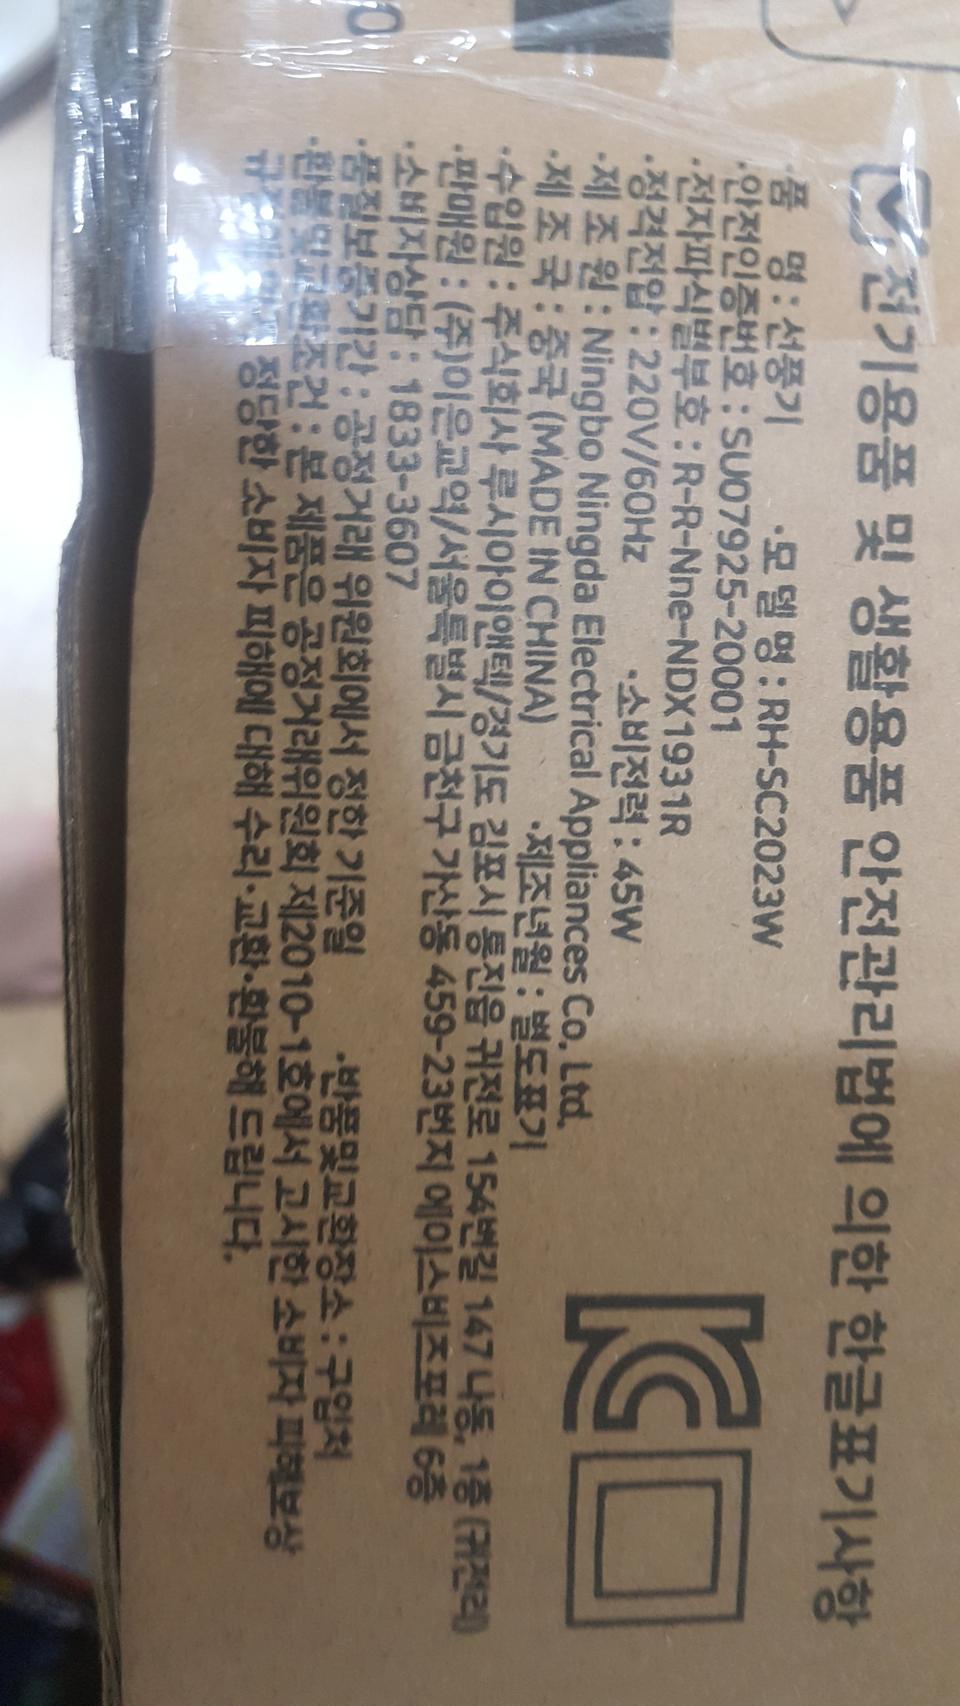 전기용품 및 생활용품 안전관리법에 의한 한글표기사항
·품 명 : 선풍기 ·모 델 명 : RH-SC2023W
·안전인증번호 : SU07925-20001
·전자파식별부호 : R-R-Nne-NDX1931R
·정격전압 : 220V/60Hz ·소비전력 : 45W
·제 조 원 : Ningbo Ningda Electrical Appliances Co, Ltd.
·제 조 국 : 중국 (MADE IN CHINA) ·제조년월 : 별도표기
·수입원 : 주식회사 루시아이앤텍/경기도 김포시 통진읍 귀전로 154번길 147 나동, 1층 (귀전리)
·판매원 : (주)이은교역/서울특별시 금천구 가산동 459-23번지 에이스비즈포레 6층
·소비자상담 : 1833-3607
·품질보증기간 : 공정거래 위원회에서 정한 기준일 ·반품및교환장소 : 구입처
·환불 및 교환조건 : 본 제품은 공정거래위원회 제2010-1호에서 고시한 소비자 피해보상
정당한 소비자 피해에 대해 수리·교환·환불해 드립니다.
KC